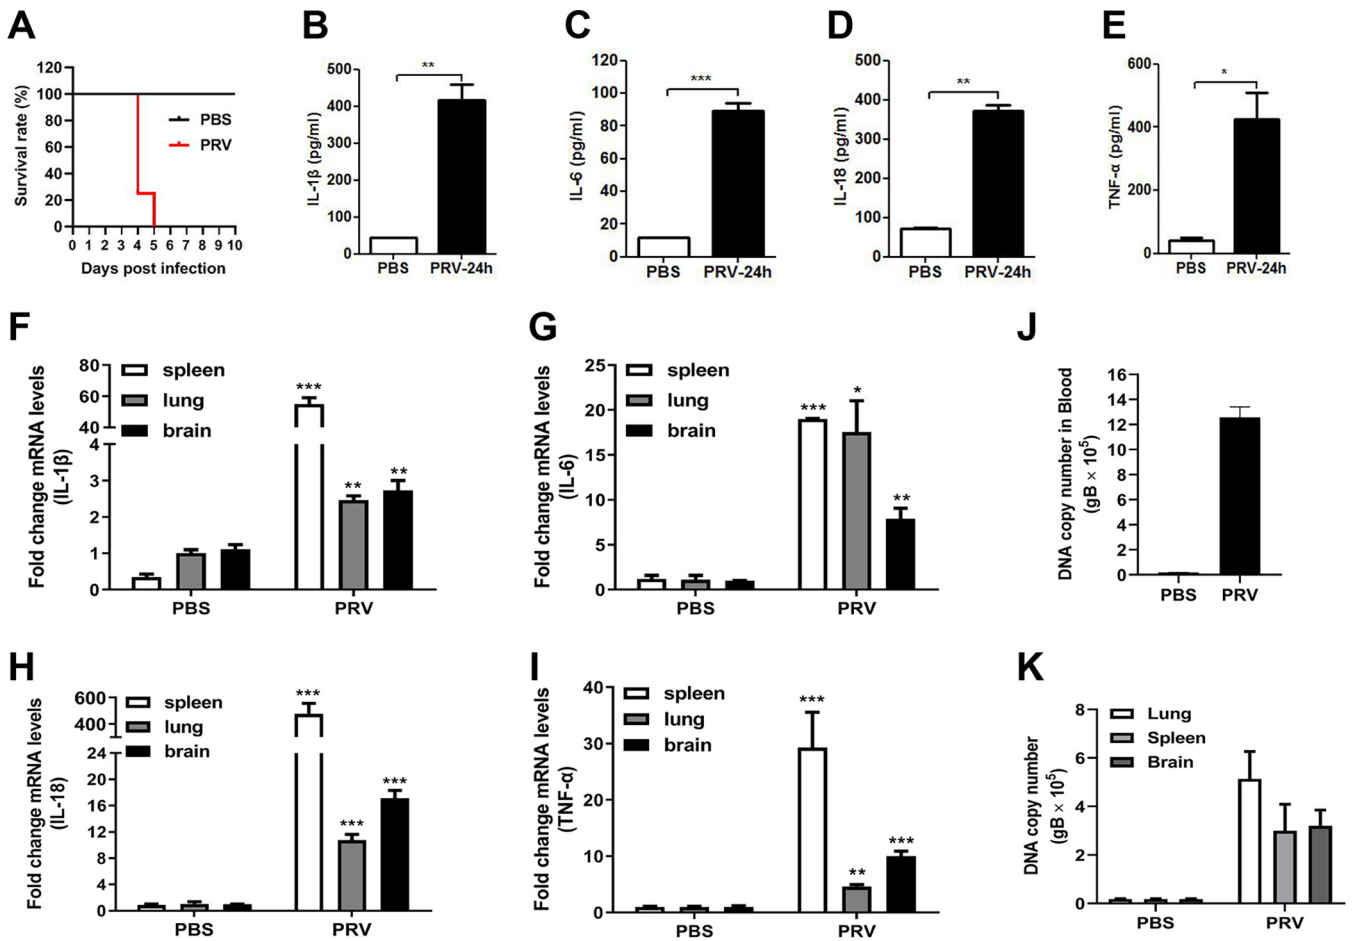 A
Survival rate (%)
120
100
80
60
40
20
0
0 1 2 3 4 5 6 7 8 9 10
Days post infection
PBS
PRV
B
IL-1β (pg/ml)
500
400
300
200
100
0
**
PBS PRV-24h
C
IL-6 (pg/ml)
120
100
80
60
40
20
0
***
PBS PRV-24h
D
IL-18 (pg/ml)
500
400
300
200
100
0
**
PBS PRV-24h
E
TNF-α (pg/ml)
600
400
200
0
*
PBS PRV-24h
F
Fold change mRNA levels
(IL-1β)
80
60
40
4
3
2
1
0
spleen
lung
brain
***
**
**
PBS PRV
G
Fold change mRNA levels
(IL-6)
25
20
15
10
5
0
spleen
lung
brain
***
*
**
PBS PRV
J
DNA copy number in Blood
(gB × 10⁵)
16
14
12
10
8
6
4
2
0
PBS PRV
H
Fold change mRNA levels
(IL-18)
600
400
200
24
20
16
12
8
4
0
spleen
lung
brain
***
***
***
PBS PRV
I
Fold change mRNA levels
(TNF-α)
40
30
20
10
0
spleen
lung
brain
***
**
***
PBS PRV
K
DNA copy number
(gB × 10⁵)
8
6
4
2
0
Lung
Spleen
Brain
PBS PRV